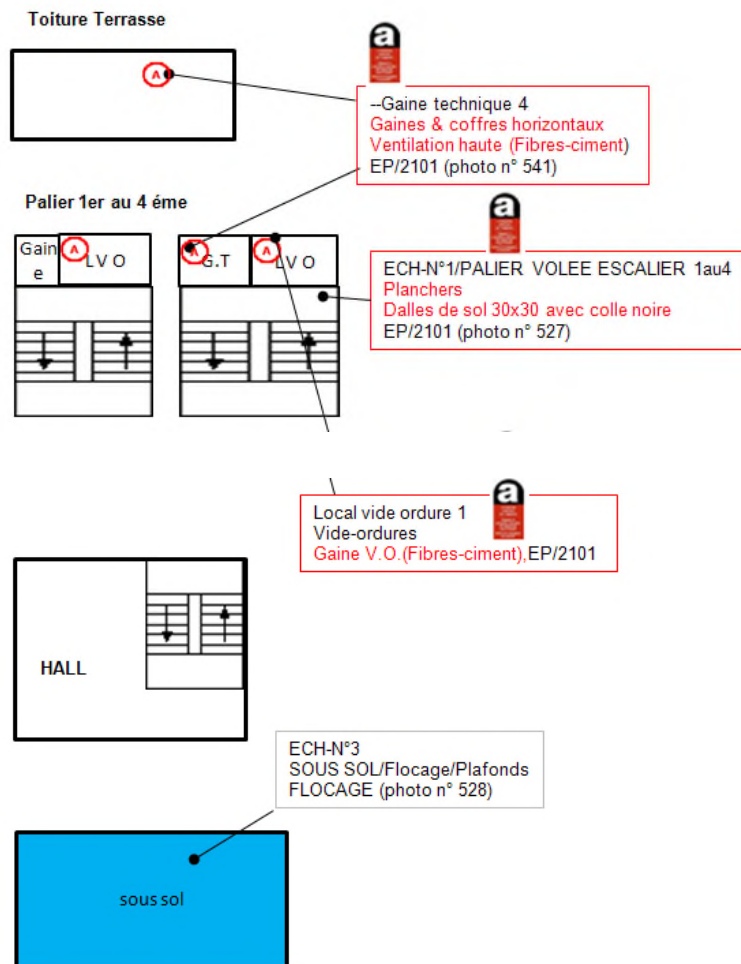 Toiture Terrasse
A
a
--Gaine technique 4
Gaines & coffres horizontaux
Ventilation haute (Fibres-ciment)
EP/2101 (photo n° 541)
Palier 1er au 4 éme
Gain
e
A
LVO
A
G.T
A
LVO
a
ECH-N°1/PALIER VOLEE ESCALIER 1au4
Planchers
Dalles de sol 30x30 avec colle noire
EP/2101 (photo n° 527)
a
Local vide ordure 1
Vide-ordures
Gaine V.O.(Fibres-ciment),EP/2101
HALL
ECH-N°3
SOUS SOL/Flocage/Plafonds
FLOCAGE (photo n° 528)
sous sol